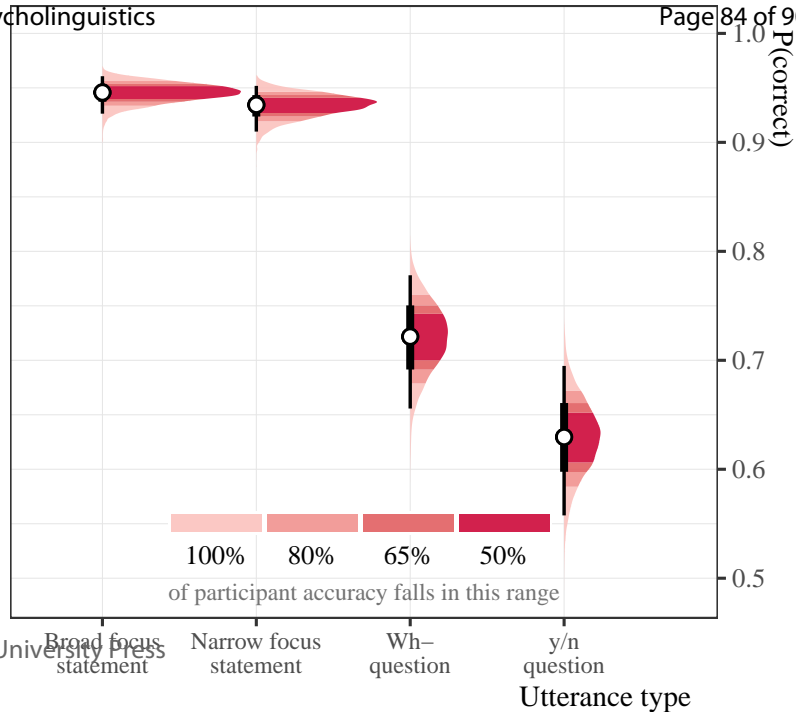 ycholinguistics
Page 84 of 9
1.0
P(correct)
0.9
0.8
0.7
0.6
0.5
100% 80% 65% 50%
of participant accuracy falls in this range
Broad focus statement
Narrow focus statement
Wh–question
y/n question
University Press
Utterance type